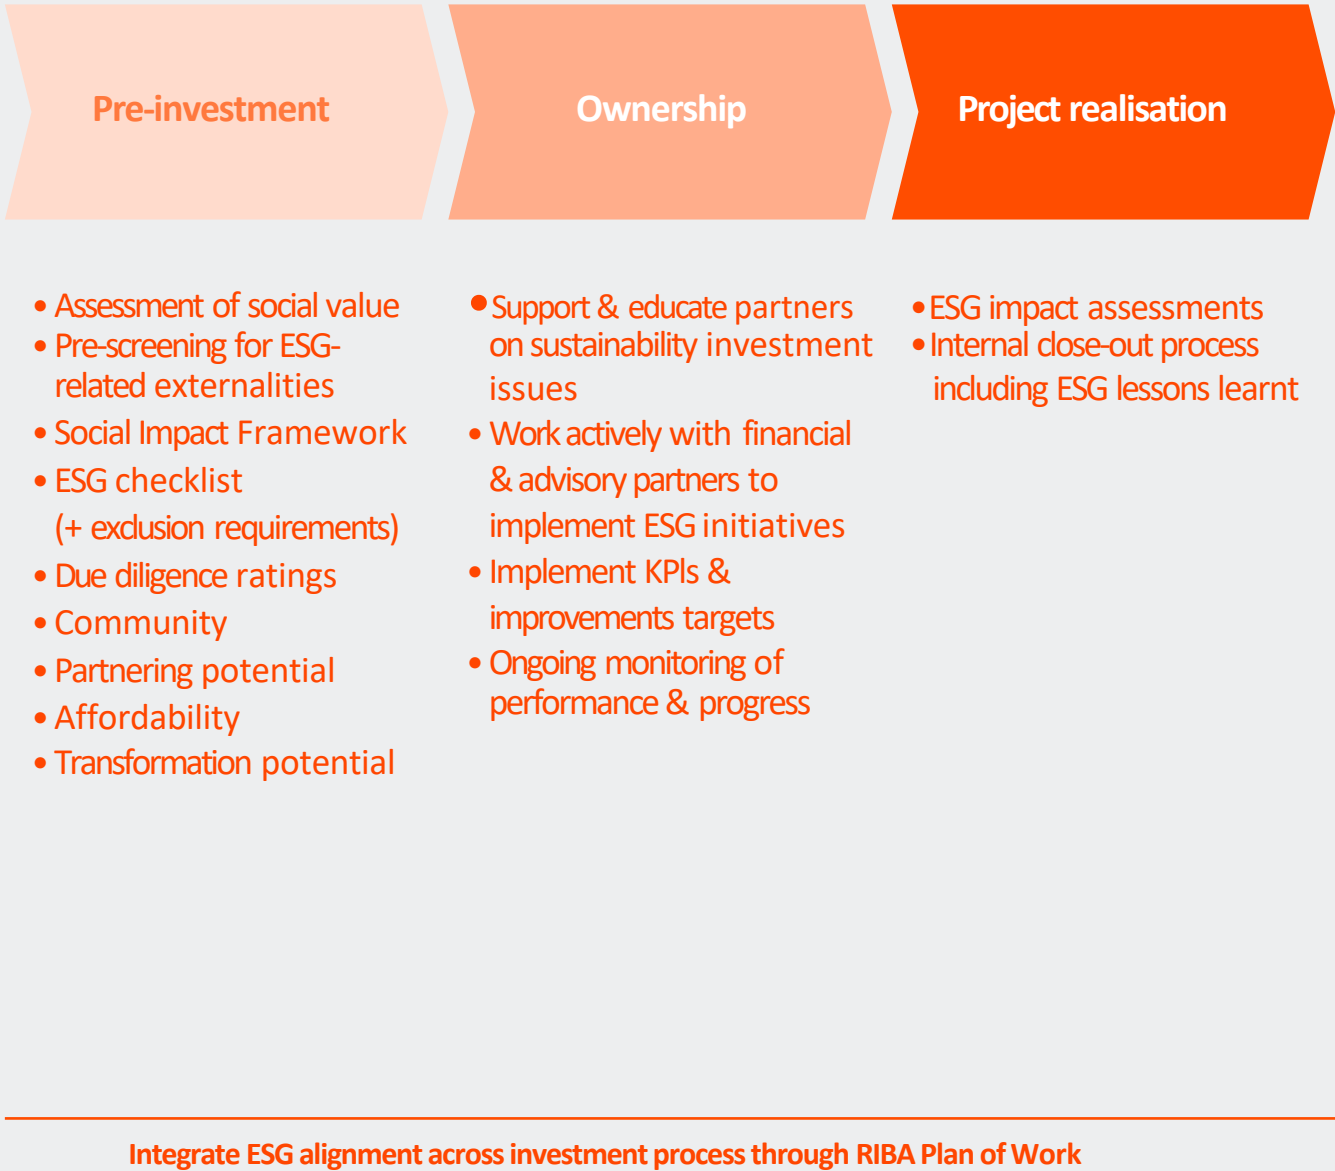 Pre-investment
Ownership
Project realisation
• Assessment of social value
• Pre-screening for ESG-
related externalities
• Social Impact Framework
• ESG checklist
(+ exclusion requirements)
• Due diligence ratings
• Community
• Partnering potential
• Affordability
• Transformation potential
• Support & educate partners
on sustainability investment
issues
• Work actively with financial
& advisory partners to
implement ESG initiatives
• Implement KPIs &
improvements targets
• Ongoing monitoring of
performance & progress
• ESG impact assessments
• Internal close-out process
including ESG lessons learnt
Integrate ESG alignment across investment process through RIBA Plan of Work